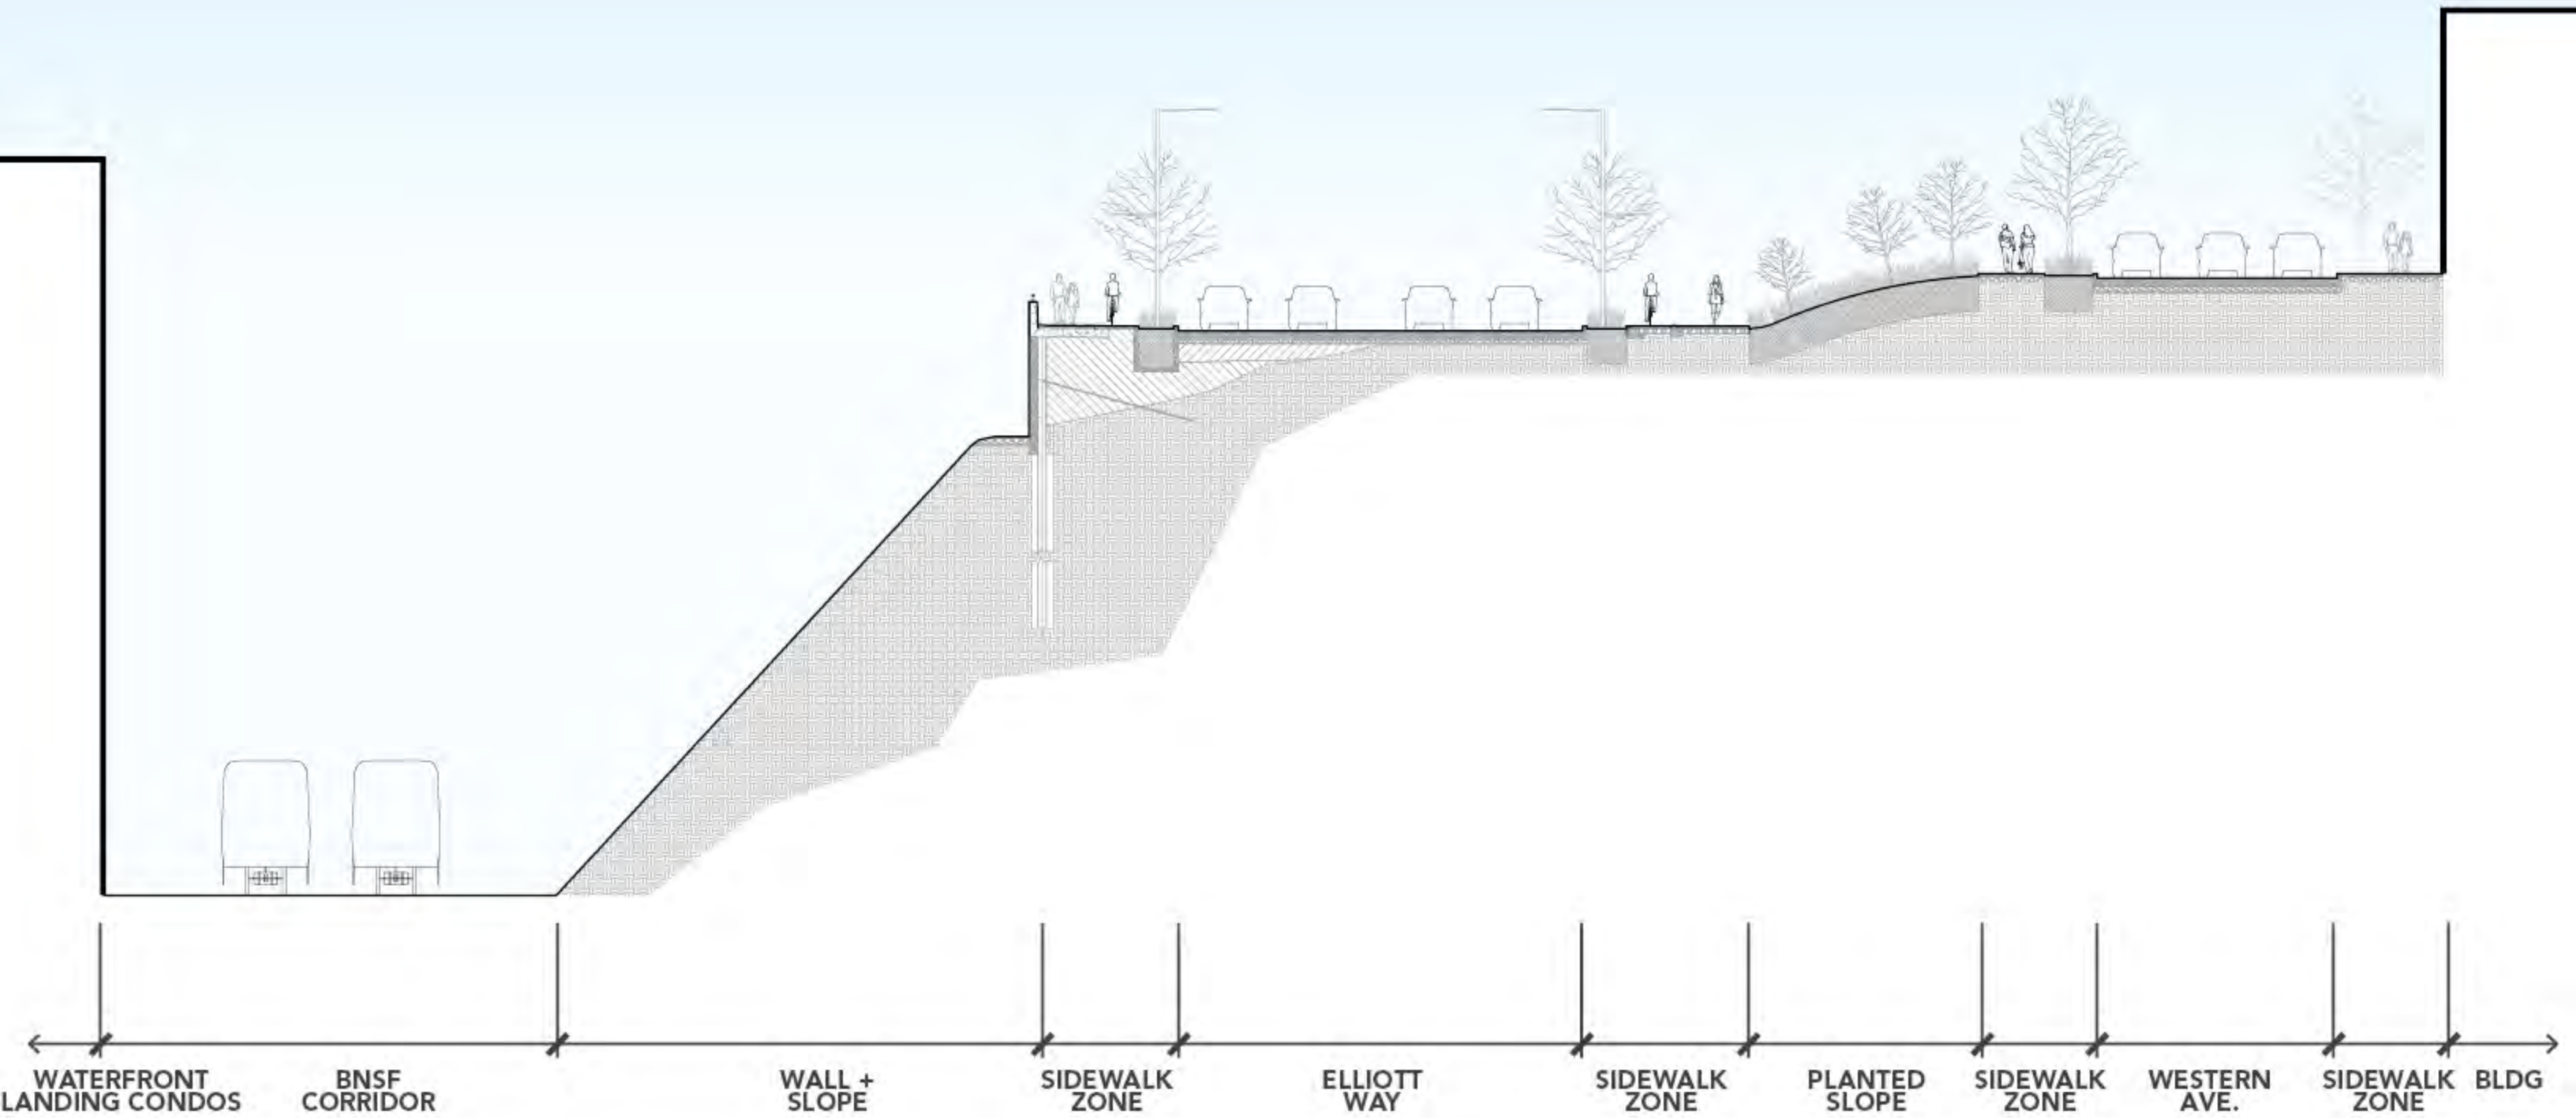 WATERFRONT
LANDING CONDOS
BNSF
CORRIDOR
WALL +
SLOPE
SIDEWALK
ZONE
ELLIOTT
WAY
SIDEWALK
ZONE
PLANTED
SLOPE
SIDEWALK
ZONE
WESTERN
AVE.
SIDEWALK
ZONE
BLDG